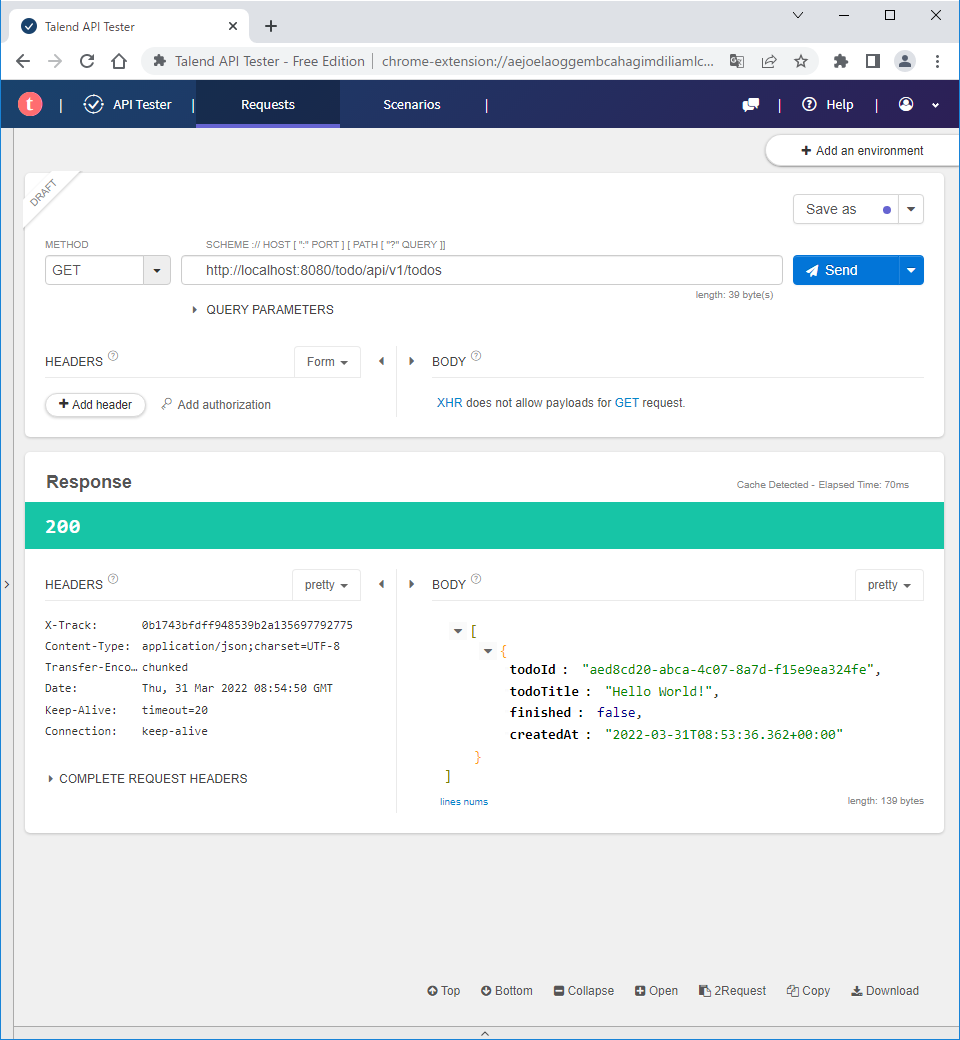 Talend API Tester
Talend API Tester - Free Edition | chrome-extension://aejoelaoggembcahagimdiliamlc...
t | API Tester | Requests Scenarios | | Help |
+ Add an environment
DRAFT
Save as
METHOD SCHEME :// HOST [ ":" PORT ] [ PATH [ "?" QUERY ]]
GET http://localhost:8080/todo/api/v1/todos Send
length: 39 byte(s)
QUERY PARAMETERS
HEADERS ? Form BODY ?
+ Add header Add authorization XHR does not allow payloads for GET request.
Response
Cache Detected - Elapsed Time: 70ms
200
HEADERS ? pretty BODY ? pretty
X-Track: 0b1743bfdff948539b2a135697792775
Content-Type: application/json;charset=UTF-8
Transfer-Enco… chunked
Date: Thu, 31 Mar 2022 08:54:50 GMT
Keep-Alive: timeout=20
Connection: keep-alive
COMPLETE REQUEST HEADERS
[
{
todoId : "aed8cd20-abca-4c07-8a7d-f15e9ea324fe",
todoTitle : "Hello World!",
finished : false,
createdAt : "2022-03-31T08:53:36.362+00:00"
}
]
lines nums length: 139 bytes
Top Bottom Collapse Open 2Request Copy Download